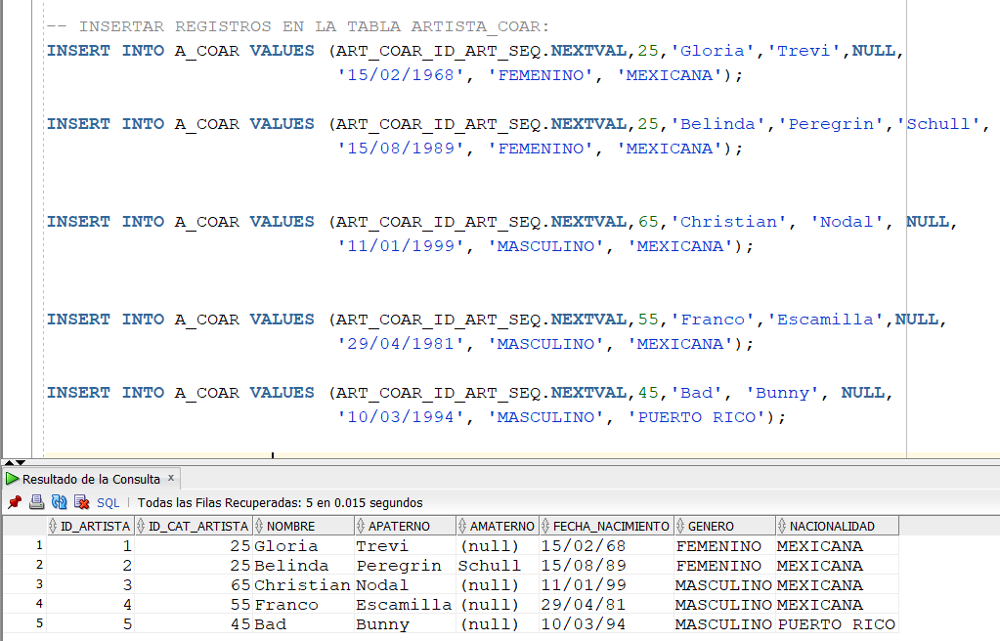 -- INSERTAR REGISTROS EN LA TABLA ARTISTA_COAR:
INSERT INTO A_COAR VALUES (ART_COAR_ID_ART_SEQ.NEXTVAL,25,'Gloria','Trevi',NULL,
'15/02/1968', 'FEMENINO', 'MEXICANA');
INSERT INTO A_COAR VALUES (ART_COAR_ID_ART_SEQ.NEXTVAL,25,'Belinda','Peregrin','Schull',
'15/08/1989', 'FEMENINO', 'MEXICANA');
INSERT INTO A_COAR VALUES (ART_COAR_ID_ART_SEQ.NEXTVAL,65,'Christian', 'Nodal', NULL,
'11/01/1999', 'MASCULINO', 'MEXICANA');
INSERT INTO A_COAR VALUES (ART_COAR_ID_ART_SEQ.NEXTVAL,55,'Franco','Escamilla',NULL,
'29/04/1981', 'MASCULINO', 'MEXICANA');
INSERT INTO A_COAR VALUES (ART_COAR_ID_ART_SEQ.NEXTVAL,45,'Bad', 'Bunny', NULL,
'10/03/1994', 'MASCULINO', 'PUERTO RICO');
Resultado de la Consulta x
SQL | Todas las Filas Recuperadas: 5 en 0.015 segundos
ID_ARTISTA ID_CAT_ARTISTA NOMBRE APATERNO AMATERNO FECHA_NACIMIENTO GENERO NACIONALIDAD
1 1 25 Gloria Trevi (null) 15/02/68 FEMENINO MEXICANA
2 2 25 Belinda Peregrin Schull 15/08/89 FEMENINO MEXICANA
3 3 65 Christian Nodal (null) 11/01/99 MASCULINO MEXICANA
4 4 55 Franco Escamilla (null) 29/04/81 MASCULINO MEXICANA
5 5 45 Bad Bunny (null) 10/03/94 MASCULINO PUERTO RICO